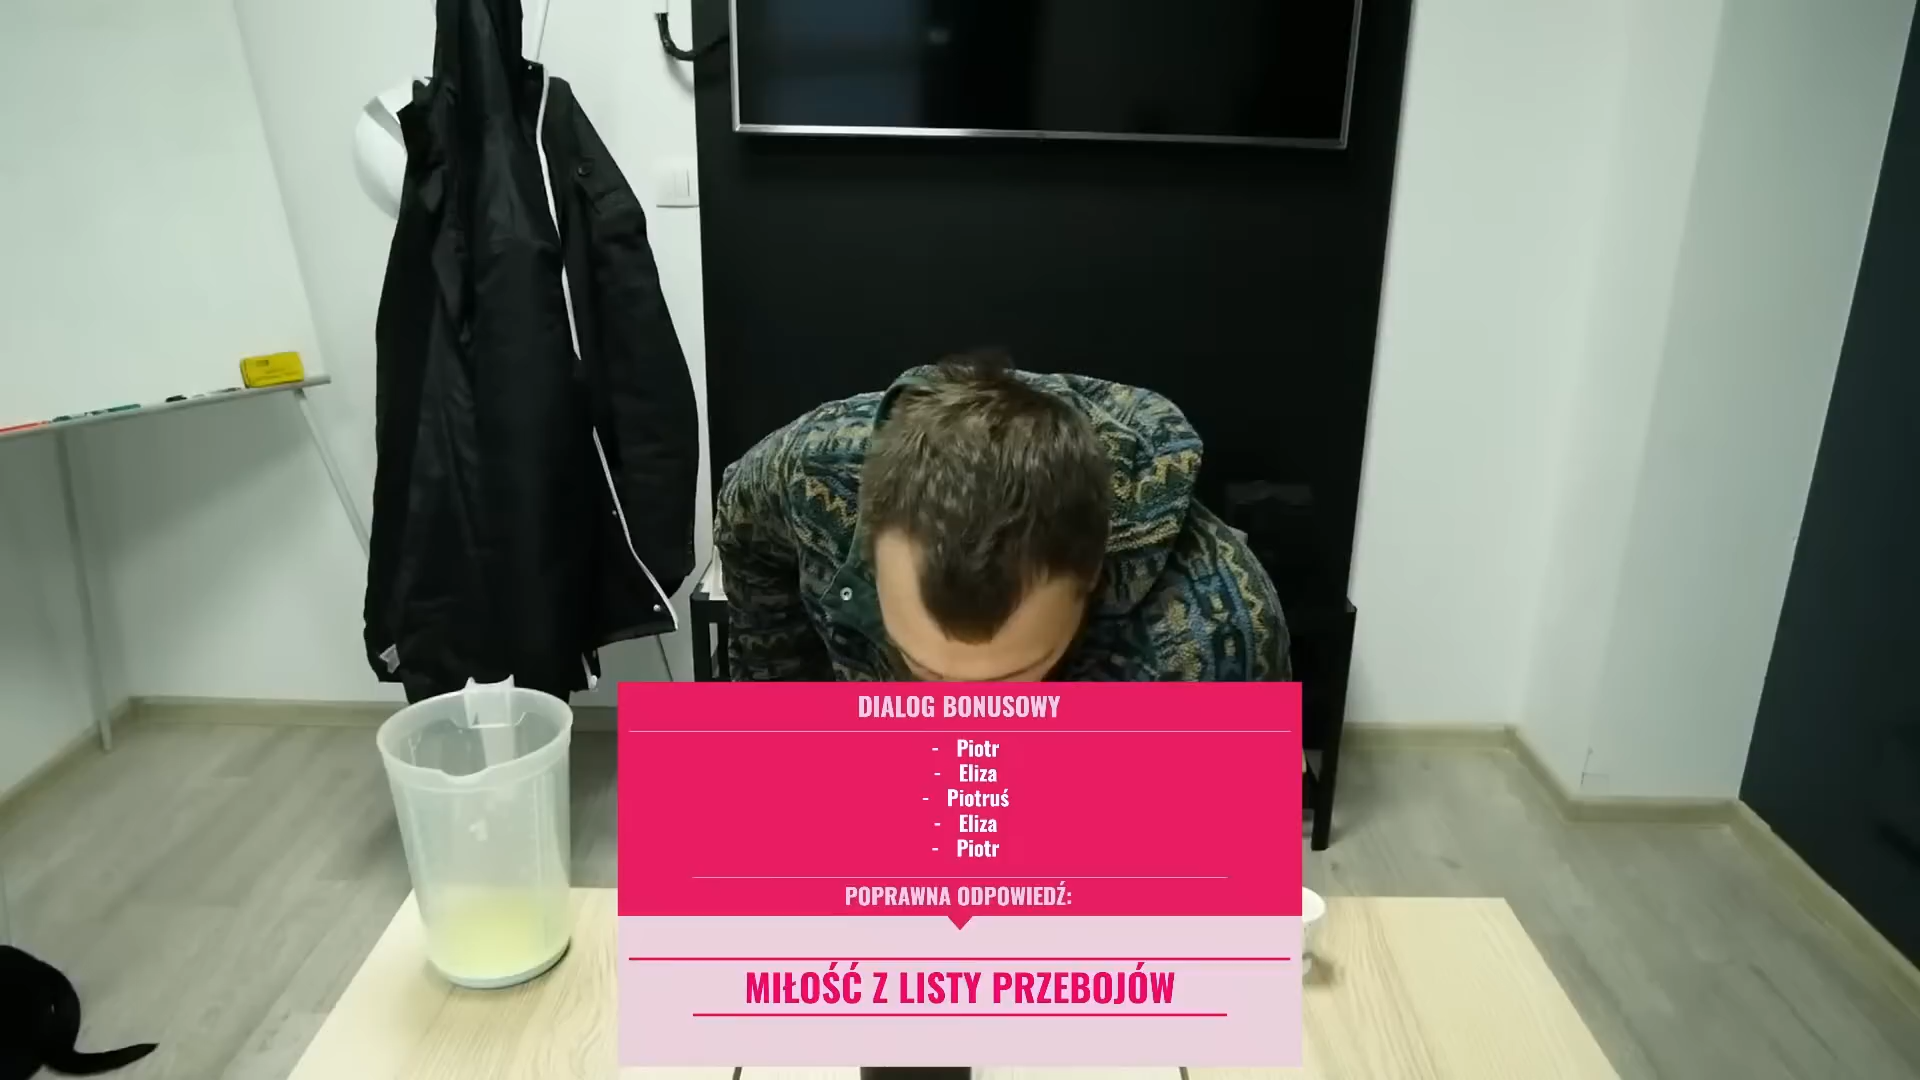 DIALOG BONUSOWY
- Piotr
- Eliza
- Piotruś
- Eliza
- Piotr
POPRAWNA ODPOWIEDŹ:
MIŁOŚĆ Z LISTY PRZEBOJÓW